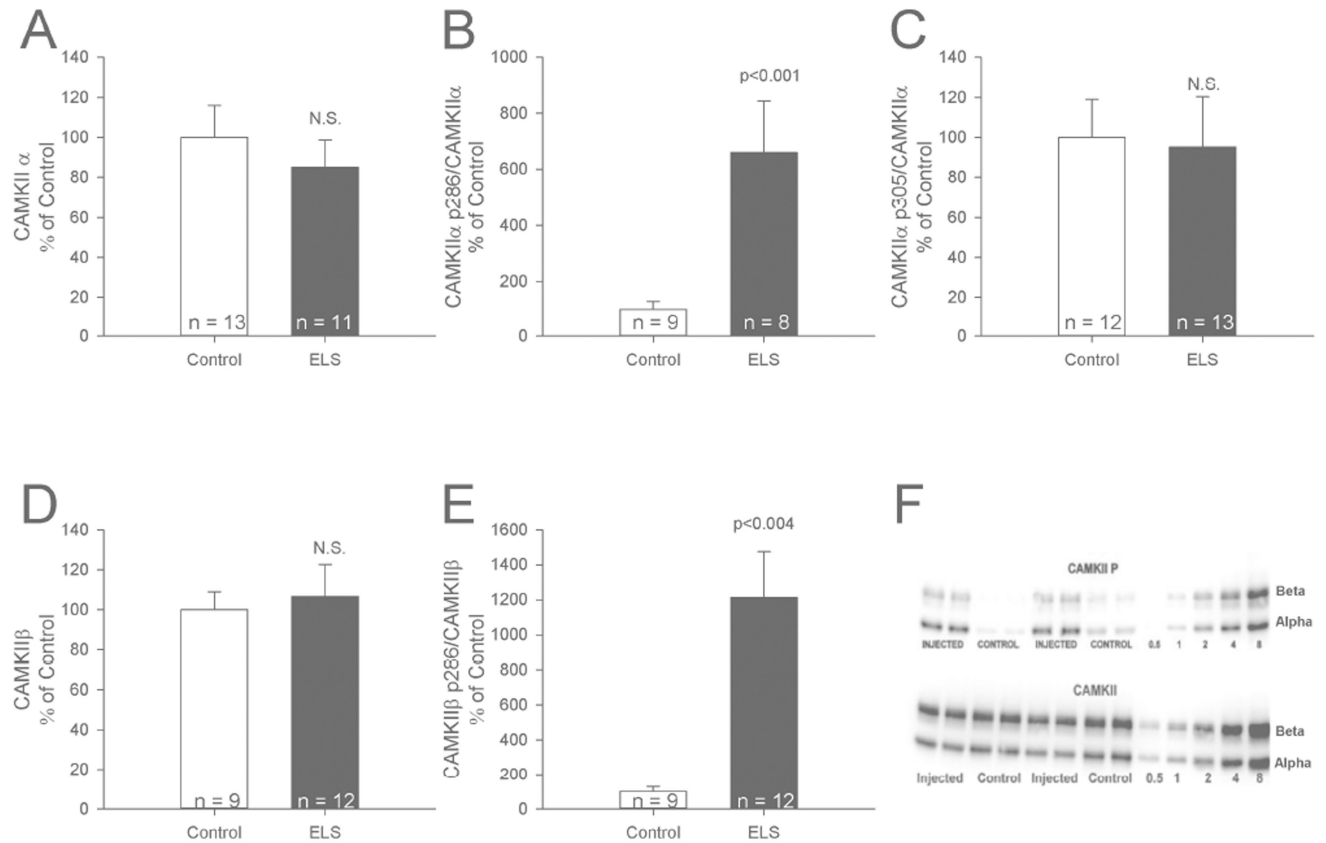 A
140
120
100
80
60
40
20
0
CAMKII α
% of Control
N.S.
n = 13
n = 11
Control
ELS
B
1000
800
600
400
200
0
CAMKIIα p286/CAMKIIα
% of Control
p<0.001
n = 9
n = 8
Control
ELS
C
140
120
100
80
60
40
20
0
CAMKIIα p305/CAMKIIα
% of Control
N.S.
n = 12
n = 13
Control
ELS
D
140
120
100
80
60
40
20
0
CAMKIIβ
% of Control
N.S.
n = 9
n = 12
Control
ELS
E
1600
1400
1200
1000
800
600
400
200
0
CAMKIIβ p286/CAMKIIβ
% of Control
p<0.004
n = 9
n = 12
Control
ELS
F
CAMKII P
Beta
Alpha
INJECTED CONTROL INJECTED CONTROL 0.5 1 2 4 8
CAMKII
Beta
Alpha
Injected Control Injected Control 0.5 1 2 4 8